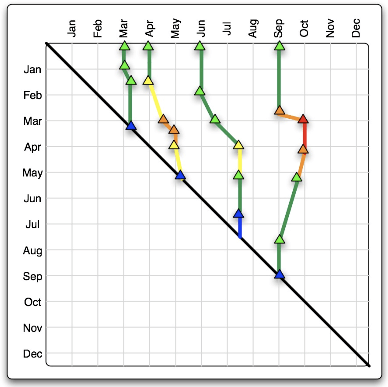 Jan Feb Mar Apr May Jun Jul Aug Sep Oct Nov Dec
Jan
Feb
Mar
Apr
May
Jun
Jul
Aug
Sep
Oct
Nov
Dec